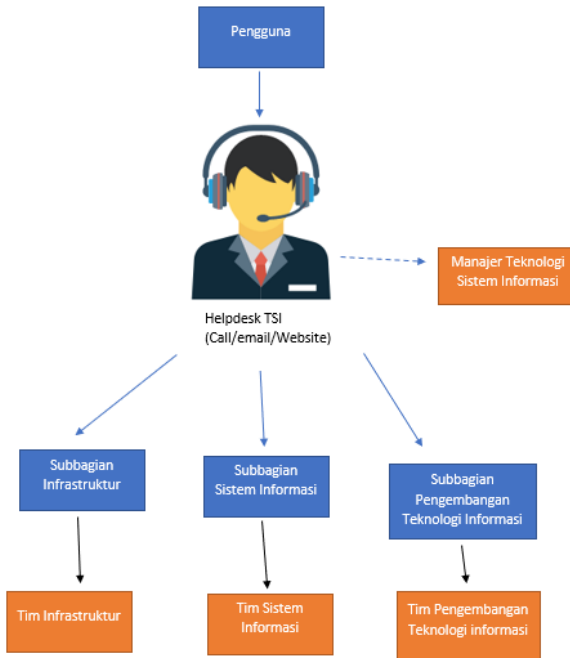 Pengguna
Manajer Teknologi
Sistem Informasi
Helpdesk TSI
(Call/email/Website)
Subbagian
Infrastruktur
Subbagian
Sistem Informasi
Subbagian
Pengembangan
Teknologi Informasi
Tim Infrastruktur
Tim Sistem
Informasi
Tim Pengembangan
Teknologi informasi